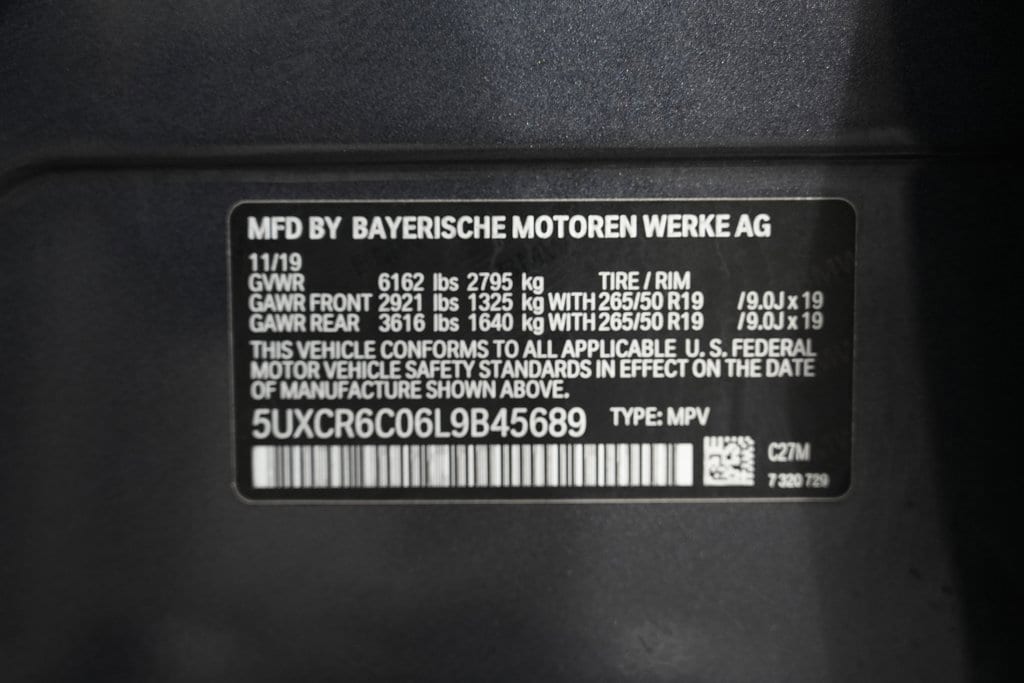 MFD BY BAYERISCHE MOTOREN WERKE AG
11/19
GVWR 6162 lbs 2795 kg TIRE / RIM
GAWR FRONT 2921 lbs 1325 kg WITH 265/50 R19 /9.0J x 19
GAWR REAR 3616 lbs 1640 kg WITH 265/50 R19 /9.0J x 19
THIS VEHICLE CONFORMS TO ALL APPLICABLE U. S. FEDERAL
MOTOR VEHICLE SAFETY STANDARDS IN EFFECT ON THE DATE
OF MANUFACTURE SHOWN ABOVE.
5UXCR6C06L9B45689 TYPE: MPV
C27M
7 320 729